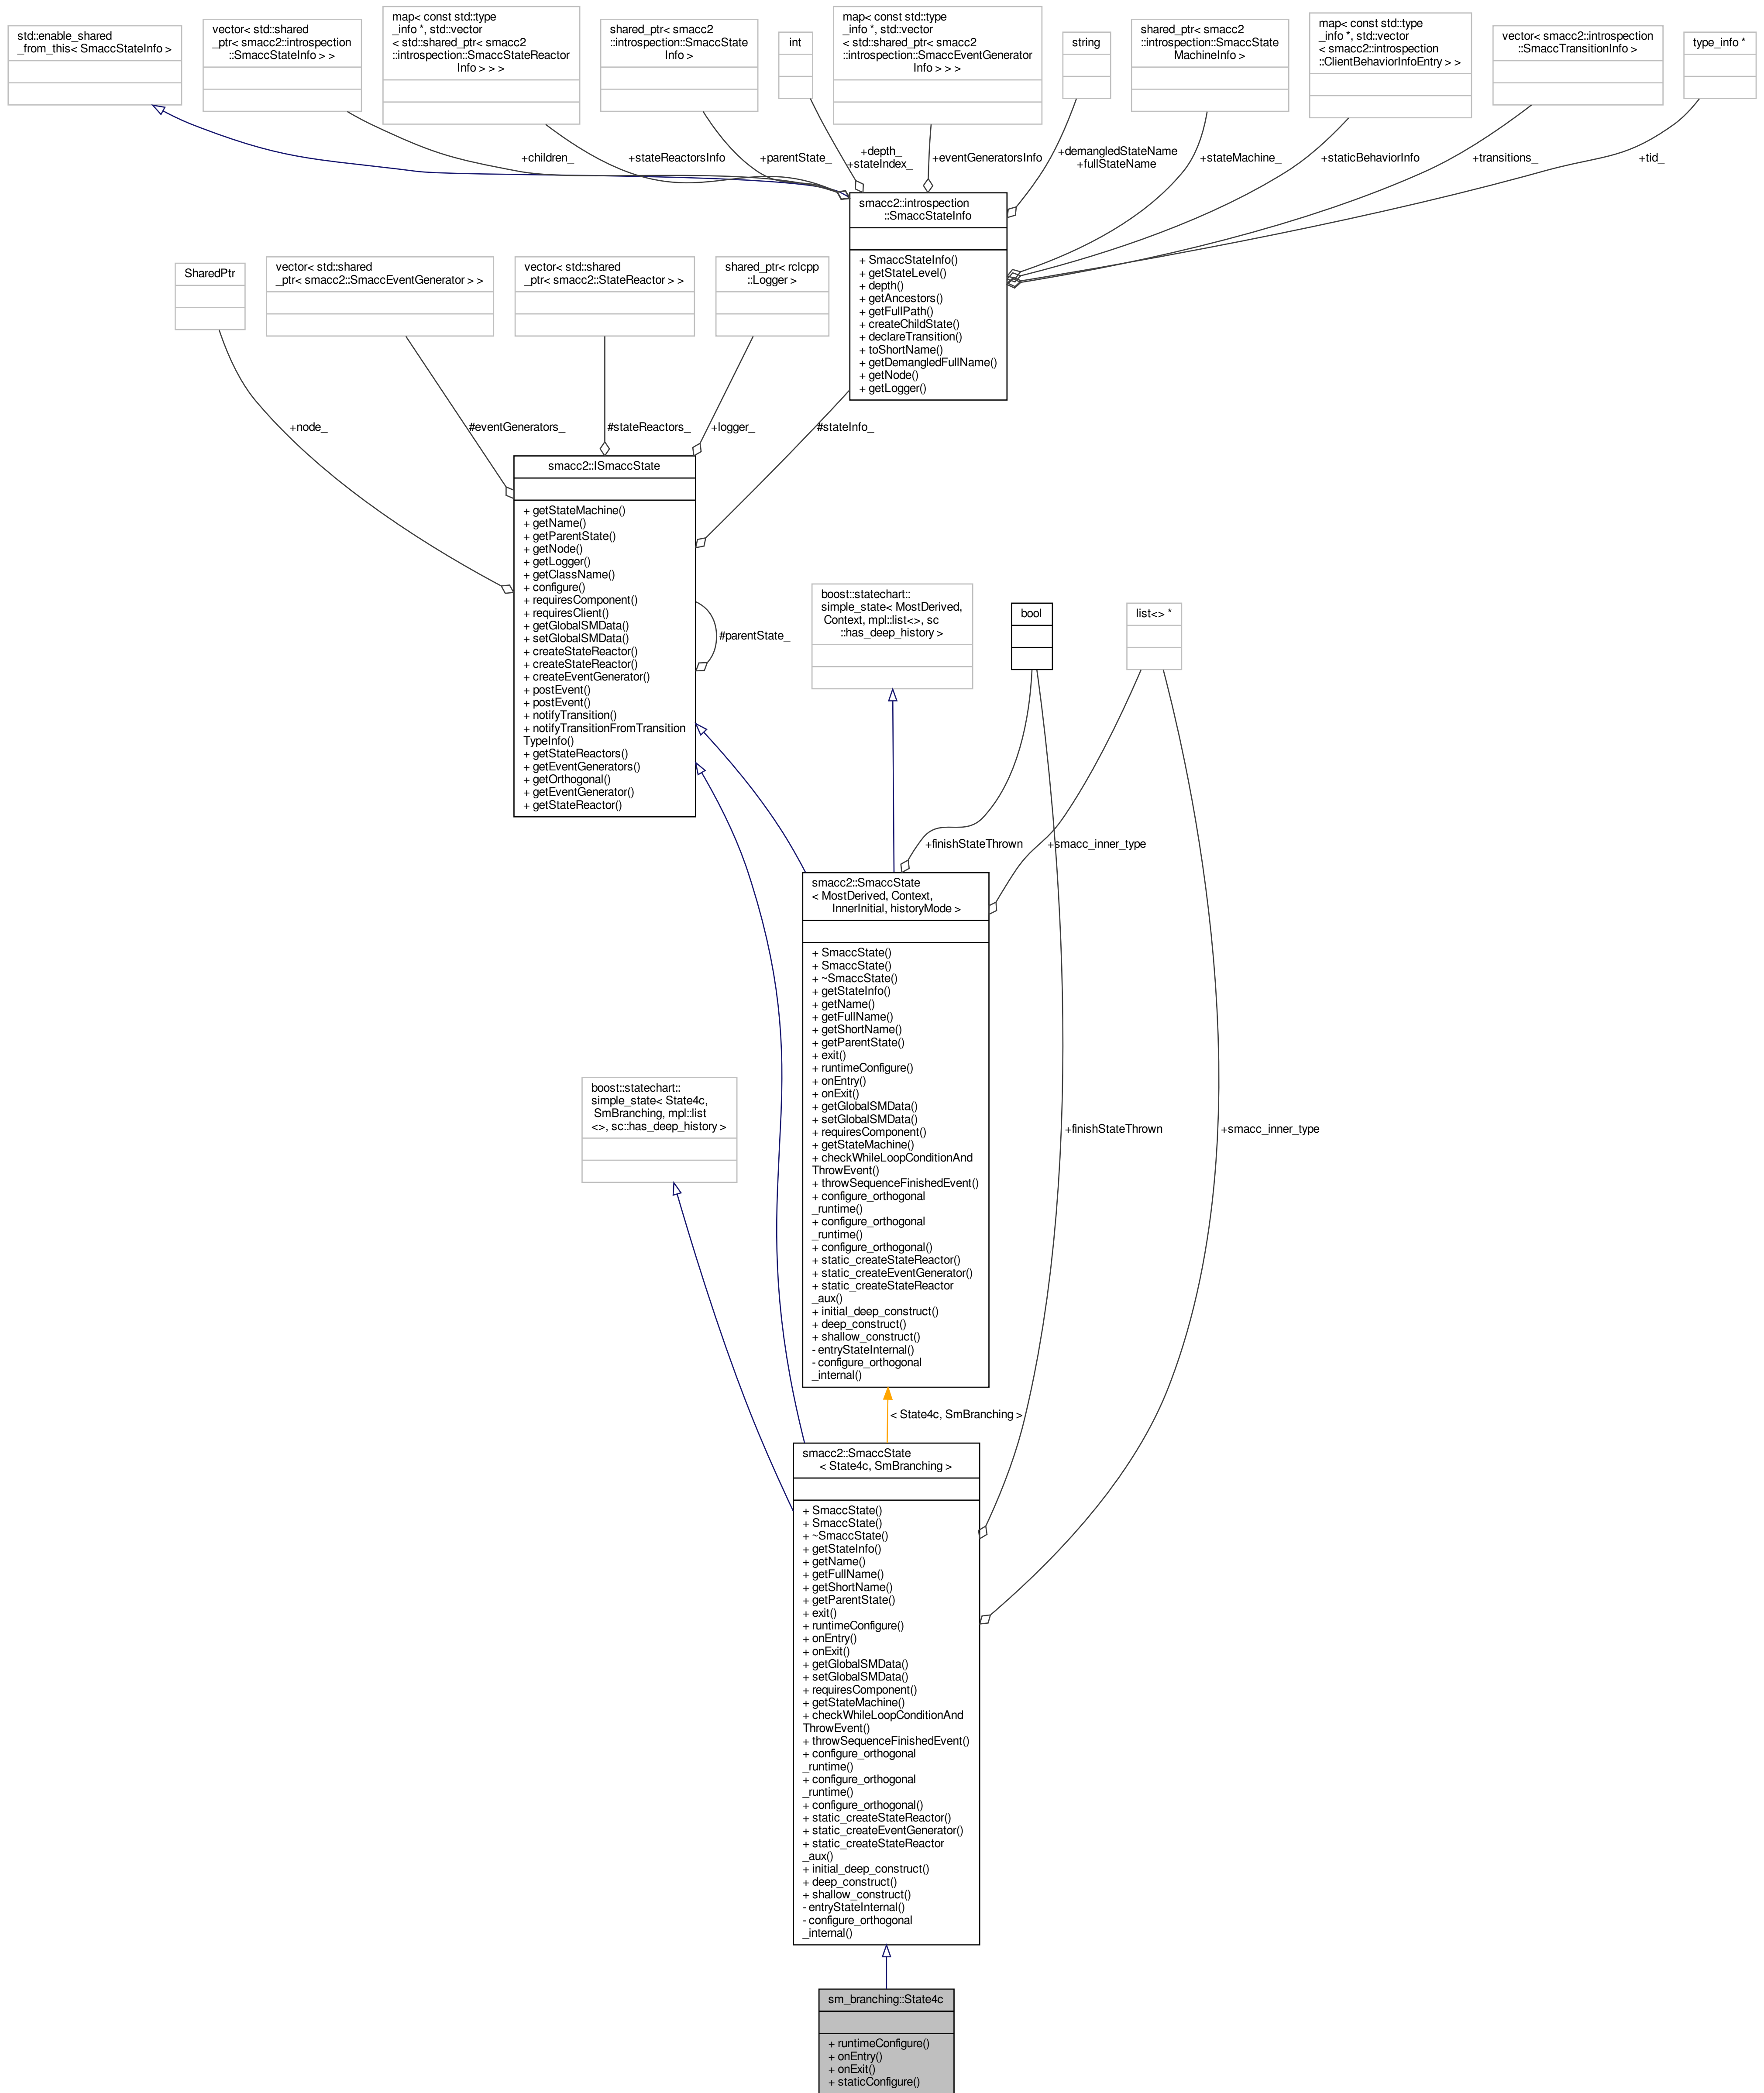 std::enable_shared
_from_this< SmaccStateInfo >
vector< std::shared
_ptr< smacc2::introspection
::SmaccStateInfo > >
map< const std::type
_info *, std::vector
< std::shared_ptr< smacc2
::introspection::SmaccStateReactor
Info > > >
shared_ptr< smacc2
::introspection::SmaccState
Info >
int
map< const std::type
_info *, std::vector
< std::shared_ptr< smacc2
::introspection::SmaccEventGenerator
Info > > >
string
shared_ptr< smacc2
::introspection::SmaccState
MachineInfo >
map< const std::type
_info *, std::vector
< smacc2::introspection
::ClientBehaviorInfoEntry > >
vector< smacc2::introspection
::SmaccTransitionInfo >
type_info *
+children_
+stateReactorsInfo
+parentState_
+depth_
+stateIndex_
+eventGeneratorsInfo
+demangledStateName
+fullStateName
+stateMachine_
+staticBehaviorInfo
+transitions_
+tid_
smacc2::introspection
::SmaccStateInfo
+ SmaccStateInfo()
+ getStateLevel()
+ depth()
+ getAncestors()
+ getFullPath()
+ createChildState()
+ declareTransition()
+ toShortName()
+ getDemangledFullName()
+ getNode()
+ getLogger()
SharedPtr
vector< std::shared
_ptr< smacc2::SmaccEventGenerator > >
vector< std::shared
_ptr< smacc2::StateReactor > >
shared_ptr< rclcpp
::Logger >
+node_
#eventGenerators_
#stateReactors_
+logger_
#stateInfo_
smacc2::ISmaccState
+ getStateMachine()
+ getName()
+ getParentState()
+ getNode()
+ getLogger()
+ getClassName()
+ configure()
+ requiresComponent()
+ requiresClient()
+ getGlobalSMData()
+ setGlobalSMData()
+ createStateReactor()
+ createStateReactor()
+ createEventGenerator()
+ postEvent()
+ postEvent()
+ notifyTransition()
+ notifyTransitionFromTransition
TypeInfo()
+ getStateReactors()
+ getEventGenerators()
+ getOrthogonal()
+ getEventGenerator()
+ getStateReactor()
#parentState_
boost::statechart::
simple_state< MostDerived,
Context, mpl::list<>, sc
::has_deep_history >
bool
list<> *
+finishStateThrown
+smacc_inner_type
smacc2::SmaccState
< MostDerived, Context,
InnerInitial, historyMode >
+ SmaccState()
+ SmaccState()
+ ~SmaccState()
+ getStateInfo()
+ getName()
+ getFullName()
+ getShortName()
+ getParentState()
+ exit()
+ runtimeConfigure()
+ onEntry()
+ onExit()
+ getGlobalSMData()
+ setGlobalSMData()
+ requiresComponent()
+ getStateMachine()
+ checkWhileLoopConditionAnd
ThrowEvent()
+ throwSequenceFinishedEvent()
+ configure_orthogonal
_runtime()
+ configure_orthogonal
_runtime()
+ configure_orthogonal()
+ static_createStateReactor()
+ static_createEventGenerator()
+ static_createStateReactor
_aux()
+ initial_deep_construct()
+ deep_construct()
+ shallow_construct()
- entryStateInternal()
- configure_orthogonal
_internal()
boost::statechart::
simple_state< State4c,
SmBranching, mpl::list
<>, sc::has_deep_history >
+finishStateThrown
+smacc_inner_type
< State4c, SmBranching >
smacc2::SmaccState
< State4c, SmBranching >
+ SmaccState()
+ SmaccState()
+ ~SmaccState()
+ getStateInfo()
+ getName()
+ getFullName()
+ getShortName()
+ getParentState()
+ exit()
+ runtimeConfigure()
+ onEntry()
+ onExit()
+ getGlobalSMData()
+ setGlobalSMData()
+ requiresComponent()
+ getStateMachine()
+ checkWhileLoopConditionAnd
ThrowEvent()
+ throwSequenceFinishedEvent()
+ configure_orthogonal
_runtime()
+ configure_orthogonal
_runtime()
+ configure_orthogonal()
+ static_createStateReactor()
+ static_createEventGenerator()
+ static_createStateReactor
_aux()
+ initial_deep_construct()
+ deep_construct()
+ shallow_construct()
- entryStateInternal()
- configure_orthogonal
_internal()
sm_branching::State4c
+ runtimeConfigure()
+ onEntry()
+ onExit()
+ staticConfigure()